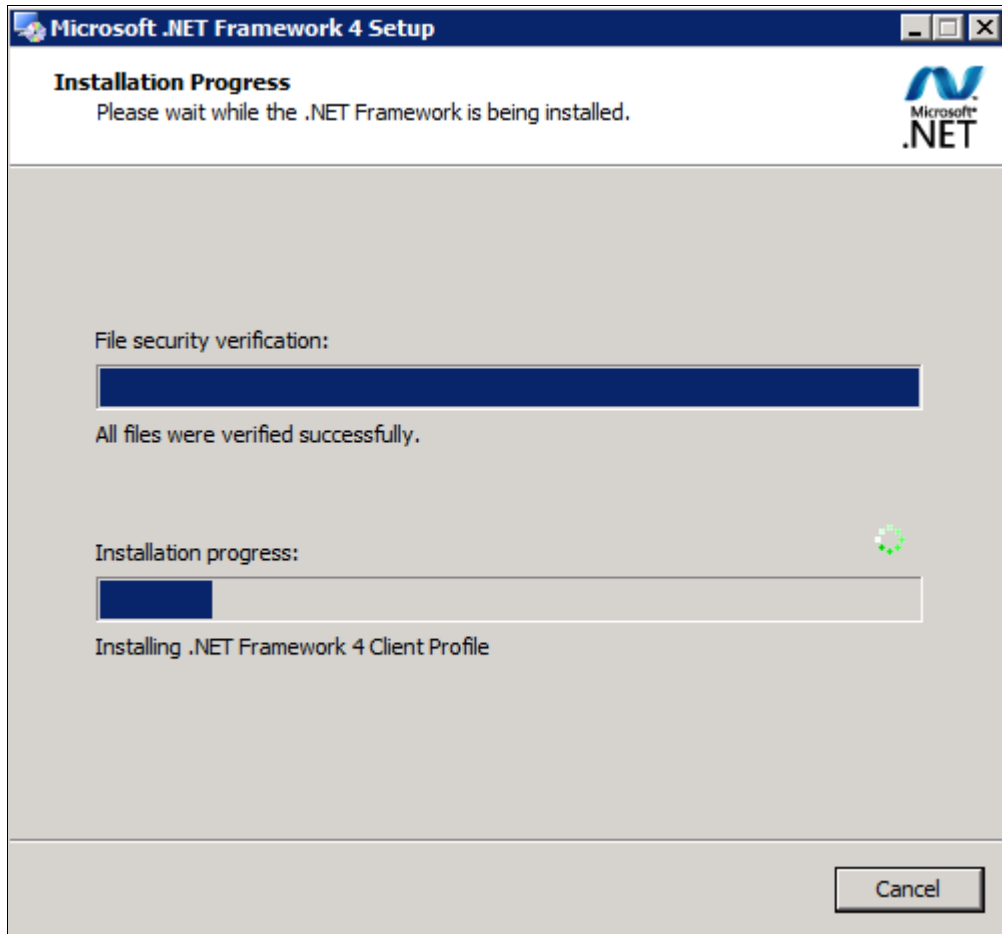 Microsoft .NET Framework 4 Setup
Installation Progress
Please wait while the .NET Framework is being installed.
Microsoft
.NET
File security verification:
All files were verified successfully.
Installation progress:
Installing .NET Framework 4 Client Profile
Cancel